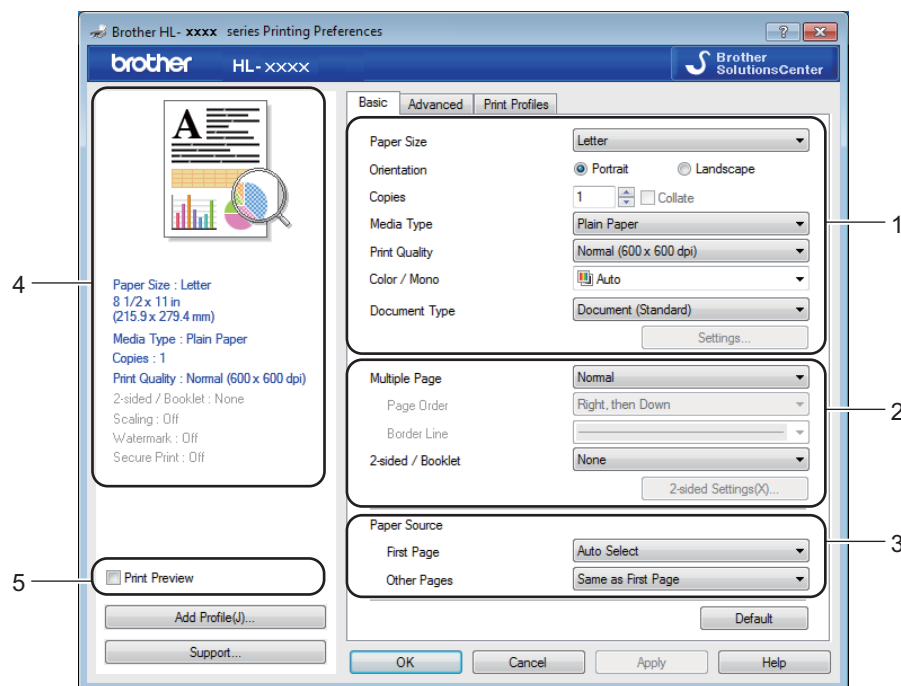 Brother HL- xxxx series Printing Preferences
brother HL-xxxx
Brother
SolutionsCenter
A
Basic Advanced Print Profiles
Paper Size Letter
Orientation Portrait Landscape
Copies 1 Collate
Media Type Plain Paper
Print Quality Normal (600 x 600 dpi)
Color / Mono Auto
Document Type Document (Standard)
Settings...
1
Multiple Page Normal
Page Order Right, then Down
Border Line
2-sided / Booklet None
2-sided Settings(X)...
2
Paper Source
First Page Auto Select
Other Pages Same as First Page
3
Default
4
Paper Size : Letter
8 1/2 x 11 in
(215.9 x 279.4 mm)
Media Type : Plain Paper
Copies : 1
Print Quality : Normal (600 x 600 dpi)
2-sided / Booklet : None
Scaling : Off
Watermark : Off
Secure Print : Off
5
Print Preview
Add Profile(J)...
Support...
OK Cancel Apply Help